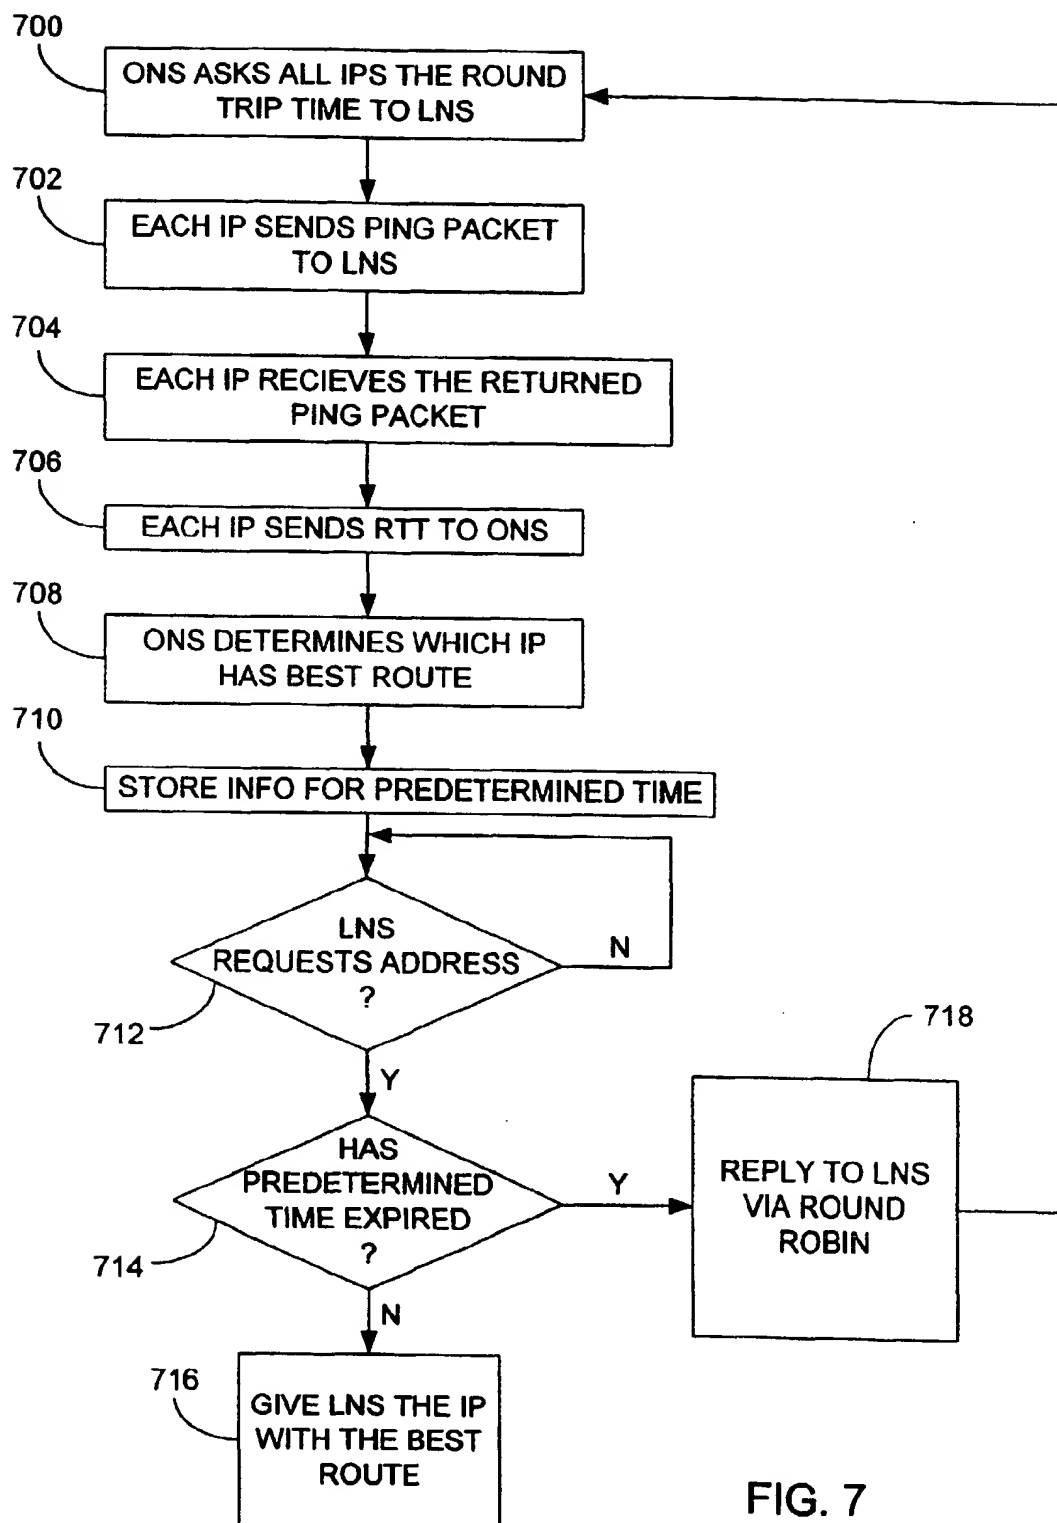 700
ONS ASKS ALL IPS THE ROUND
TRIP TIME TO LNS
702
EACH IP SENDS PING PACKET
TO LNS
704
EACH IP RECIEVES THE RETURNED
PING PACKET
706
EACH IP SENDS RTT TO ONS
708
ONS DETERMINES WHICH IP
HAS BEST ROUTE
710
STORE INFO FOR PREDETERMINED TIME
LNS
REQUESTS ADDRESS
?
N
712
Y
718
HAS
PREDETERMINED
TIME EXPIRED
?
Y
714
N
REPLY TO LNS
VIA ROUND
ROBIN
716
GIVE LNS THE IP
WITH THE BEST
ROUTE
FIG. 7